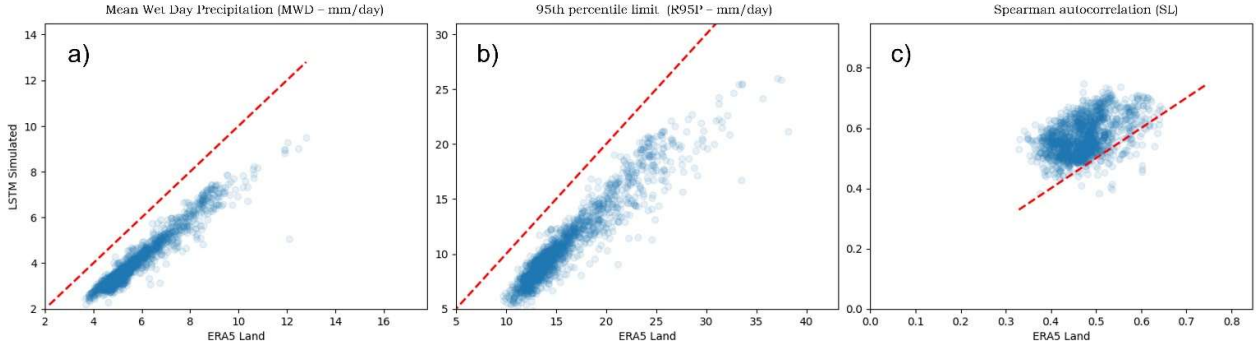 Mean Wet Day Precipitation (MWD – mm/day)
95th percentile limit (R95P – mm/day)
Spearman autocorrelation (SL)
a)
b)
c)
LSTM Simulated
14
12
10
8
6
4
2
2 4 6 8 10 12 14 16
ERA5 Land
30
25
20
15
10
5
5 10 15 20 25 30 35 40
ERA5 Land
0.8
0.6
0.4
0.2
0.0
0.0 0.1 0.2 0.3 0.4 0.5 0.6 0.7 0.8
ERA5 Land